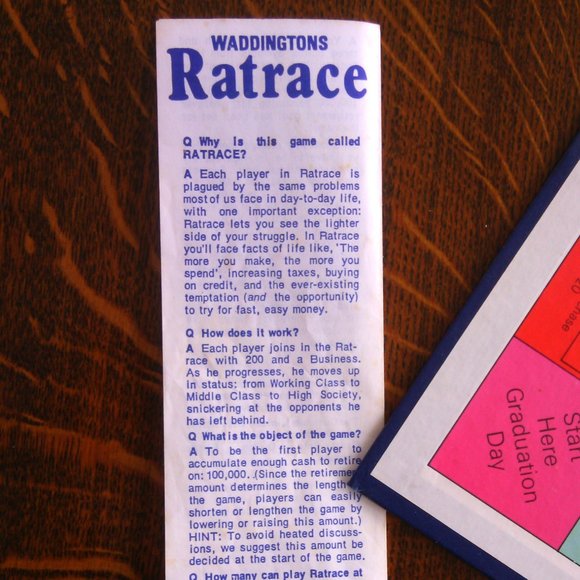 WADDINGTONS
Ratrace
Q Why is this game called
RATRACE?
A Each player in Ratrace is
plagued by the same problems
most of us face in day-to-day life,
with one important exception:
Ratrace lets you see the lighter
side of your struggle. In Ratrace
you'll face facts of life like, 'The
more you make, the more you
spend', increasing taxes, buying
on credit, and the ever-existing
temptation (and the opportunity)
to try for fast, easy money.
Q How does it work?
A Each player joins in the Rat-
race with 200 and a Business.
As he progresses, he moves up
in status: from Working Class to
Middle Class to High Society,
snickering at the opponents he
has left behind.
Q What is the object of the game?
A To be the first player to
accumulate enough cash to retire
on: 100,000. (Since the retirement
amount determines the length
the game, players can easily
shorten or lengthen the game by
lowering or raising this amount.)
HINT: To avoid heated discuss-
ions, we suggest this amount be
decided at the start of the game.
Q How many can play Ratrace at
Start
Here
Graduation
Day